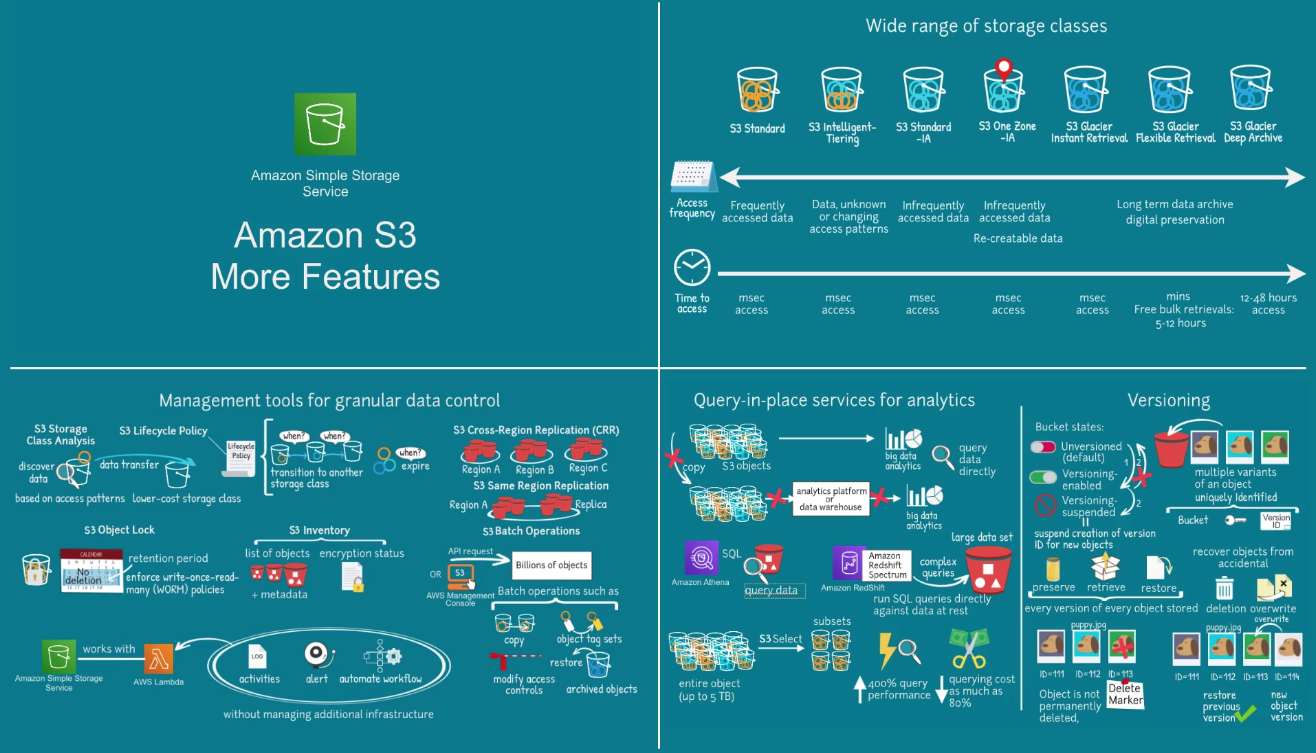 Amazon Simple Storage
Service
Amazon S3
More Features
Wide range of storage classes
S3 Standard
S3 Intelligent-
Tiering
S3 Standard
-IA
S3 One Zone
-IA
S3 Glacier
Instant Retrieval
S3 Glacier
Flexible Retrieval
S3 Glacier
Deep Archive
Access
frequency
Frequently
accessed data
Data, unknown
or changing
access patterns
Infrequently
accessed data
Infrequently
accessed data
Re-creatable data
Long term data archive
digital preservation
Time to
access
msec
access
msec
access
msec
access
msec
access
msec
access
mins
Free bulk retrievals:
5-12 hours
12-48 hours
access
Management tools for granular data control
S3 Storage
Class Analysis
discover
data
data transfer
based on access patterns
lower-cost storage class
S3 Lifecycle Policy
Lifecycle
Policy
when?
when?
transition to another
storage class
when?
expire
S3 Cross-Region Replication (CRR)
Region A
Region B
Region C
S3 Same Region Replication
Region A
Replica
S3 Object Lock
CALENDAR
No
deletion
retention period
enforce write-once-read-
many (WORM) policies
S3 Inventory
list of objects
+ metadata
encryption status
S3 Batch Operations
API request
OR
S3
AWS Management
Console
Billions of objects
Batch operations such as
copy
object tag sets
modify access
controls
restore
archived objects
Amazon Simple Storage
Service
works with
AWS Lambda
LOG
activities
alert
automate workflow
without managing additional infrastructure
Query-in-place services for analytics
copy
S3 objects
big data
analytics
query
data
directly
analytics platform
or
data warehouse
big data
analytics
Amazon Athena
SQL
query data
Amazon RedShift
Amazon
Redshift
Spectrum
complex
queries
large data set
run SQL queries directly
against data at rest
entire object
(up to 5 TB)
S3 Select
subsets
400% query
performance
querying cost
as much as
80%
Versioning
Bucket states:
Unversioned
(default)
Versioning-
enabled
Versioning-
suspended
1
2
2
suspend creation of version
ID for new objects
multiple variants
of an object
uniquely identified
Bucket
Version
ID
preserve
retrieve
restore
every version of every object stored
recover objects from
accidental
deletion
overwrite
puppy.jpg
ID=111
ID=112
ID=113
Object is not
permanently
deleted,
Delete
Marker
puppy.jpg
overwrite
ID=111
ID=112
ID=113
ID=114
restore
previous
version
new
object
version